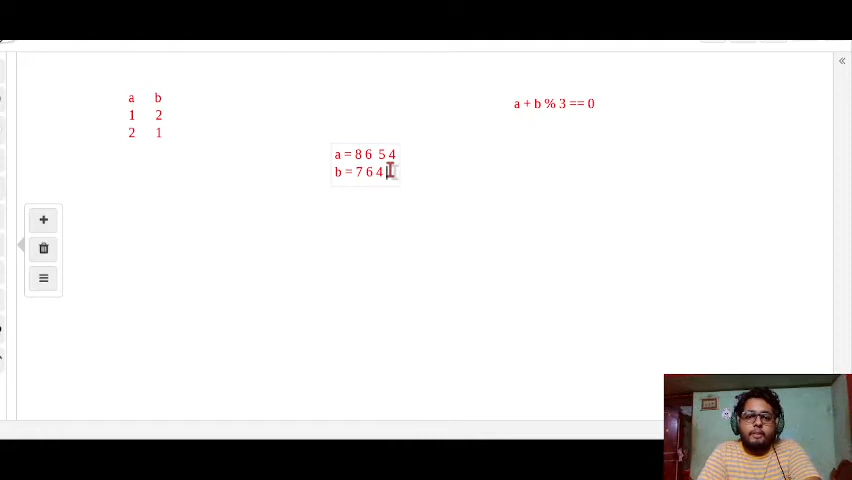 a b
1 2
2 1
a + b % 3 == 0
a = 8 6 5 4
b = 7 6 4